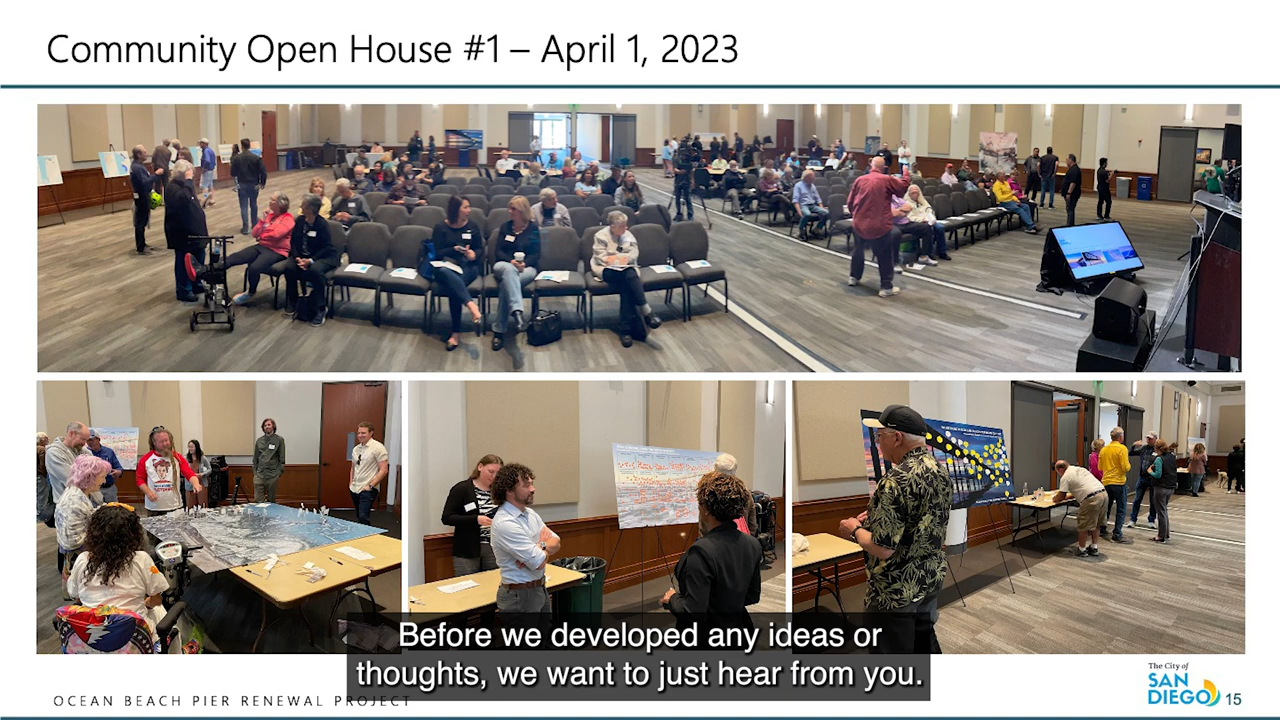 Community Open House #1 – April 1, 2023
Before we developed any ideas or
thoughts, we want to just hear from you.
OCEAN BEACH PIER RENEWAL PROJECT
The City of
SAN
DIEGO
15